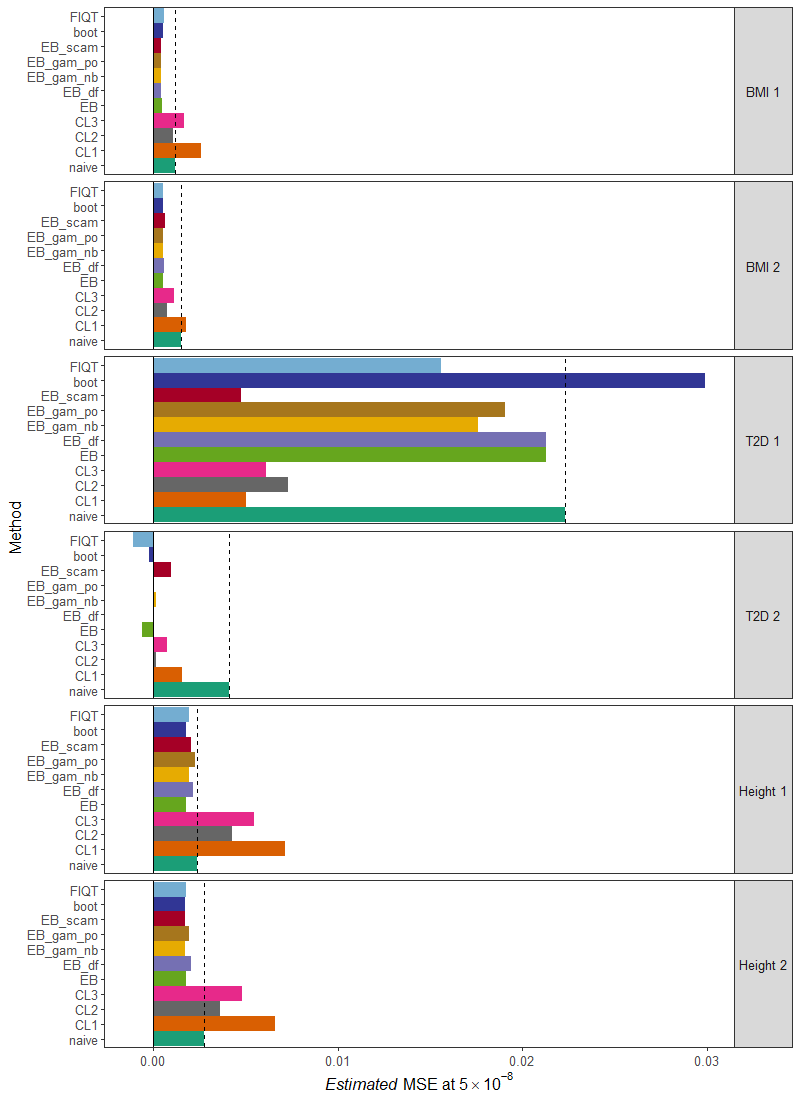 Method
FIQT
boot
EB_scam
EB_gam_po
EB_gam_nb
EB_df
EB
CL3
CL2
CL1
naive
BMI 1
FIQT
boot
EB_scam
EB_gam_po
EB_gam_nb
EB_df
EB
CL3
CL2
CL1
naive
BMI 2
FIQT
boot
EB_scam
EB_gam_po
EB_gam_nb
EB_df
EB
CL3
CL2
CL1
naive
T2D 1
FIQT
boot
EB_scam
EB_gam_po
EB_gam_nb
EB_df
EB
CL3
CL2
CL1
naive
T2D 2
FIQT
boot
EB_scam
EB_gam_po
EB_gam_nb
EB_df
EB
CL3
CL2
CL1
naive
Height 1
FIQT
boot
EB_scam
EB_gam_po
EB_gam_nb
EB_df
EB
CL3
CL2
CL1
naive
Height 2
0.00 0.01 0.02 0.03
Estimated MSE at 5×10⁻⁸